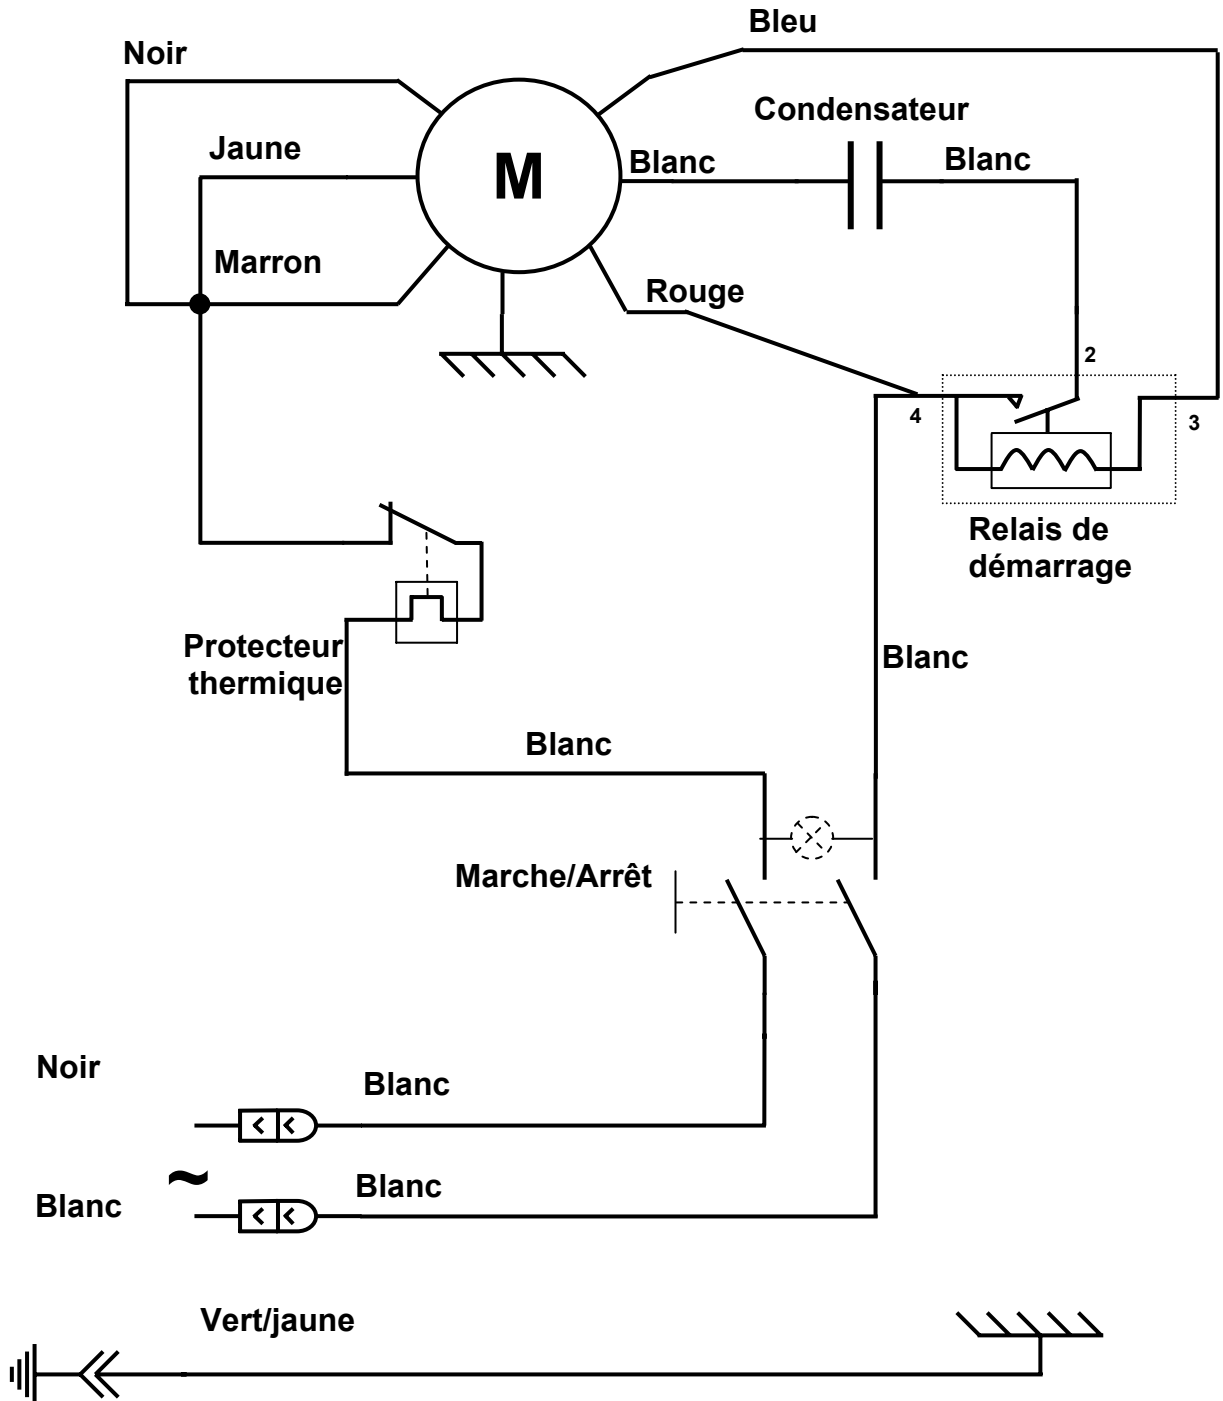 Bleu
Noir
Condensateur
Jaune
M
Blanc
Blanc
Marron
Rouge
2
4
3
Relais de
démarrage
Protecteur
thermique
Blanc
Blanc
Marche/Arrêt
Noir
Blanc
~
Blanc
Blanc
Vert/jaune